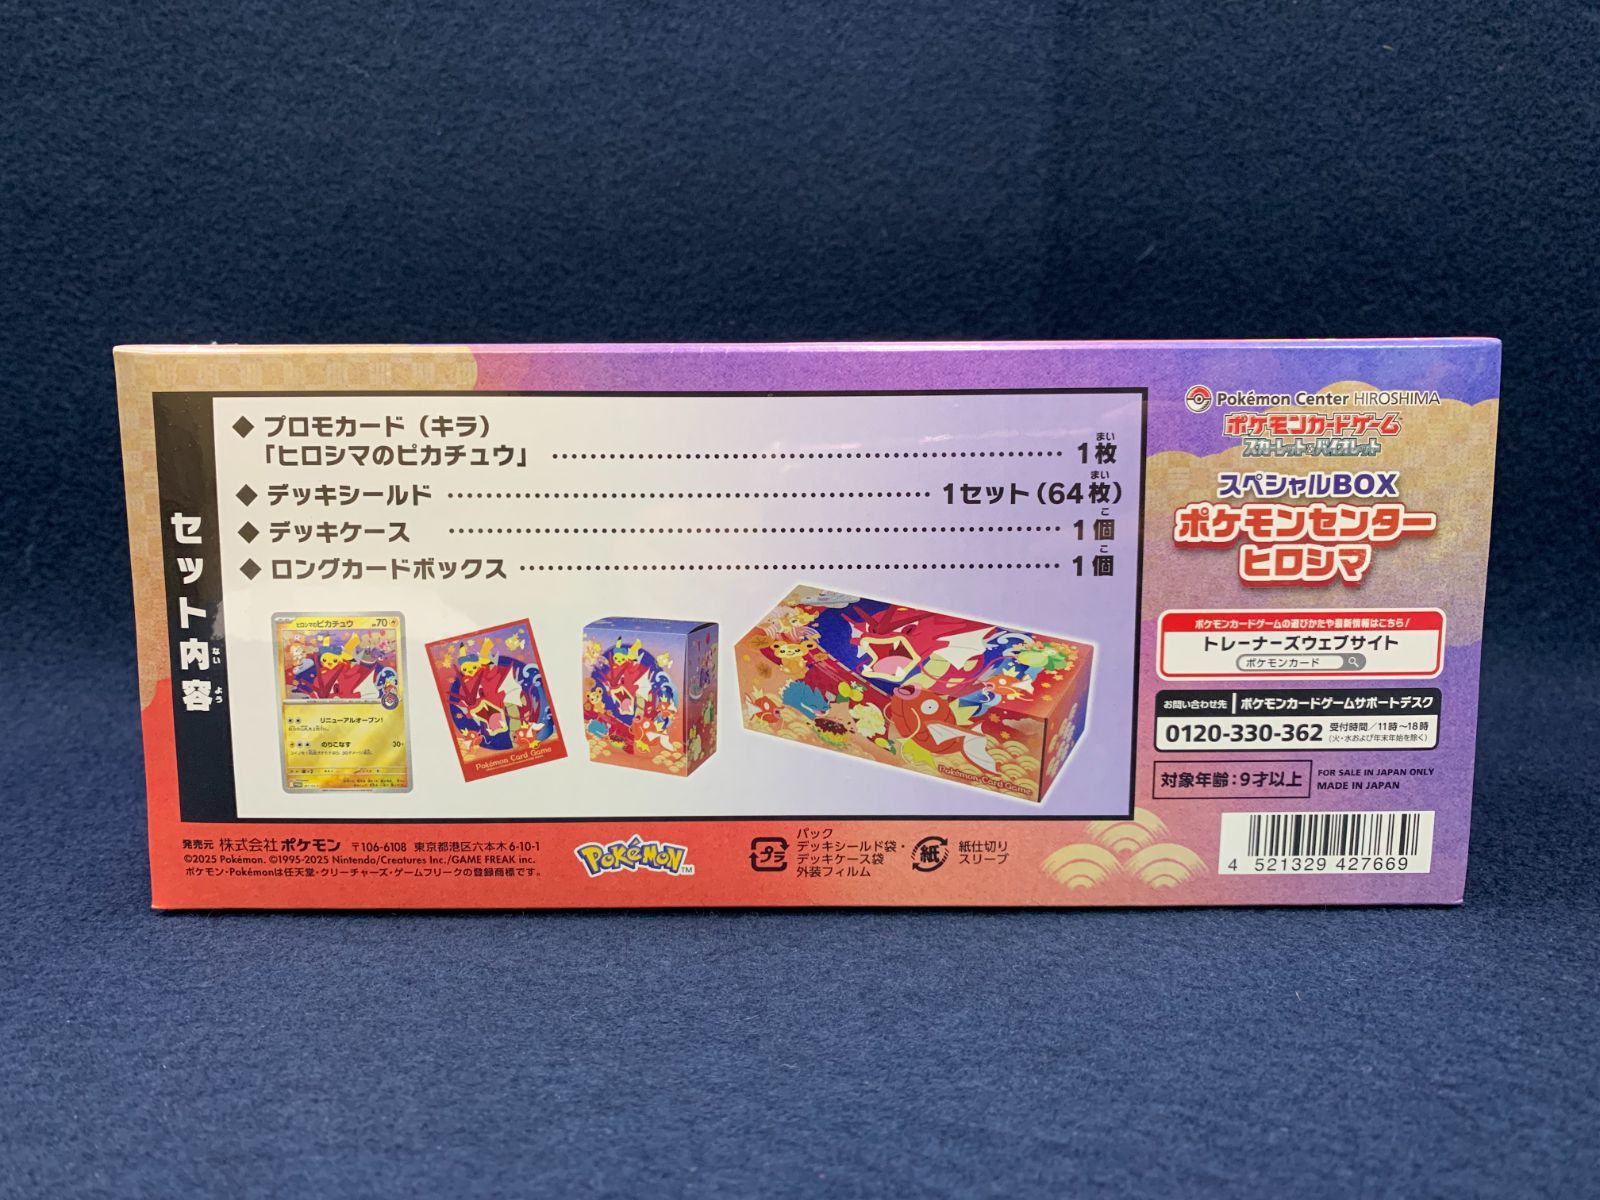 セット内容
ない
よう
◆ プロモカード（キラ）
「ヒロシマのピカチュウ」 1枚
まい
◆ デッキシールド 1セット（64枚）
まい
◆ デッキケース 1個
こ
◆ ロングカードボックス 1個
こ
ヒロシマのピカチュウ HP70
リニューアルオープン!
のりこなす 30+
Pokémon Card Game
Pokémon Card Game
Pokémon Center HIROSHIMA
ポケモンカードゲーム
スカーレット&バイオレット
スペシャルBOX
ポケモンセンター
ヒロシマ
ポケモンカードゲームの遊びかたや最新情報はこちら!
トレーナーズウェブサイト
ポケモンカード
お問い合わせ先 ポケモンカードゲームサポートデスク
0120-330-362 受付時間/11時〜18時
(火・水および年末年始を除く)
対象年齢:9才以上
FOR SALE IN JAPAN ONLY
MADE IN JAPAN
発売元 株式会社ポケモン 〒106-6108 東京都港区六本木6-10-1
©2025 Pokémon. ©1995-2025 Nintendo/Creatures Inc./GAME FREAK inc.
ポケモン・Pokémonは任天堂・クリーチャーズ・ゲームフリークの登録商標です。
Pokémon TM
プラ
パック
デッキシールド袋・
デッキケース袋
外装フィルム
紙
紙仕切り
スリーブ
4 521329 427669